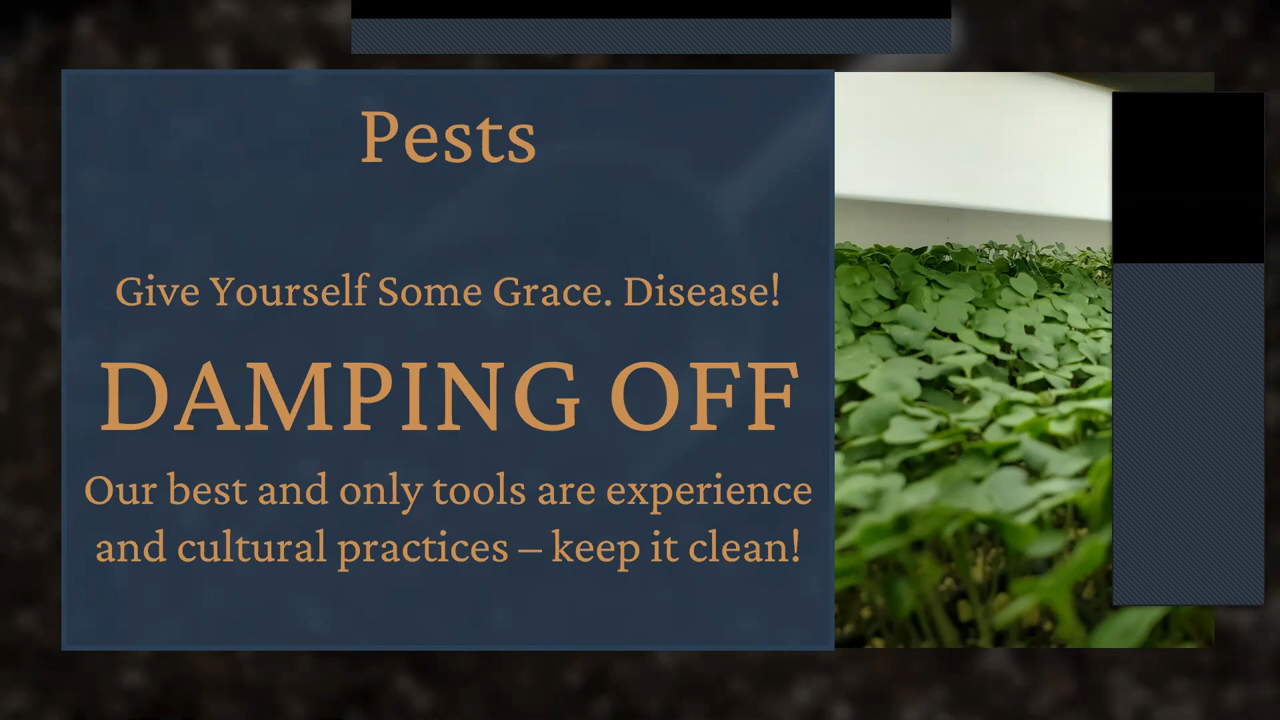 Pests
Give Yourself Some Grace. Disease!
DAMPING OFF
Our best and only tools are experience
and cultural practices – keep it clean!